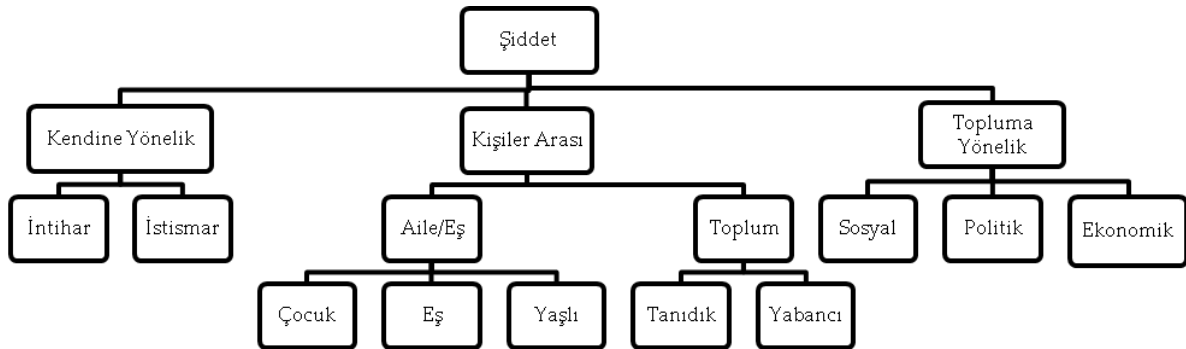 Şiddet
Kendine Yönelik
Kişiler Arası
Topluma
Yönelik
İntihar
İstismar
Aile/Eş
Toplum
Sosyal
Politik
Ekonomik
Çocuk
Eş
Yaşlı
Tanıdık
Yabancı